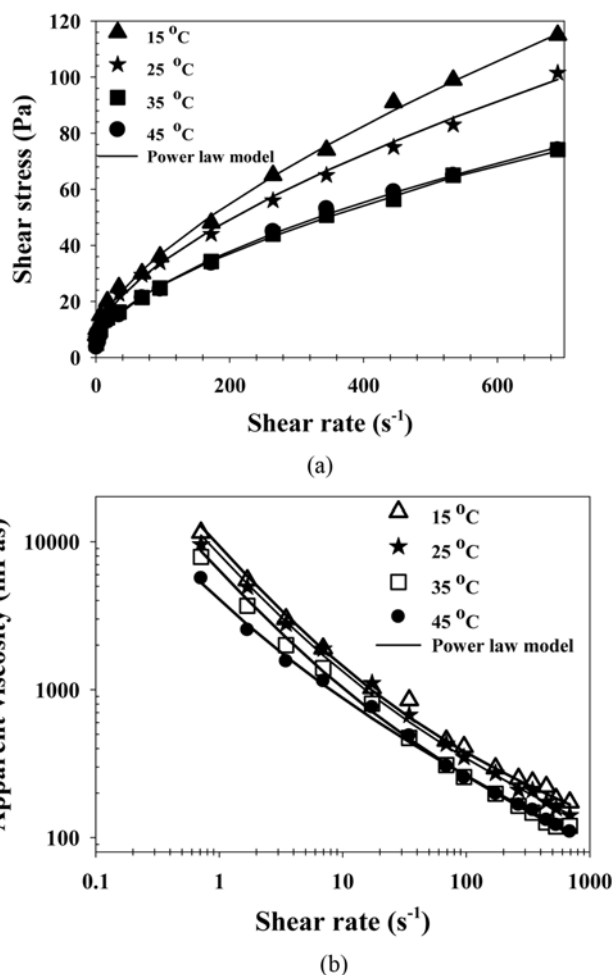 120
100
80
60
40
20
0
Shear stress (Pa)
15 °C
25 °C
35 °C
45 °C
Power law model
0 200 400 600
Shear rate (s⁻¹)
(a)
10000
1000
100
viscosity
15 °C
25 °C
35 °C
45 °C
Power law model
0.1 1 10 100 1000
Shear rate (s⁻¹)
(b)